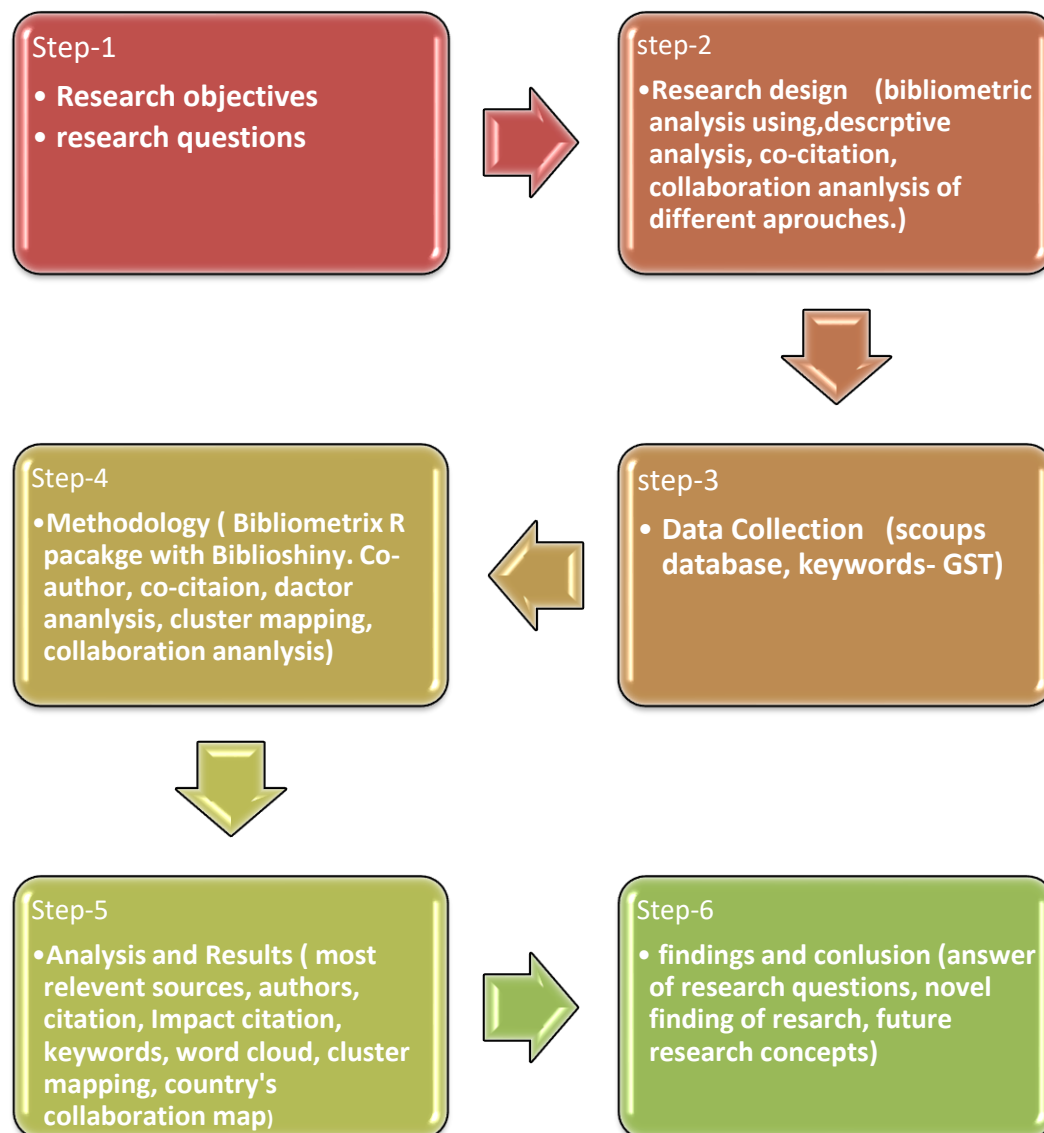 Step-1
• Research objectives
• research questions
step-2
•Research design (bibliometric
analysis using,descrptive
analysis, co-citation,
collaboration ananlysis of
different aprouches.)
step-3
• Data Collection (scoups
database, keywords- GST)
Step-4
•Methodology ( Bibliometrix R
pacakge with Biblioshiny. Co-
author, co-citaion, dactor
ananlysis, cluster mapping,
collaboration ananlysis)
Step-5
•Analysis and Results ( most
relevent sources, authors,
citation, Impact citation,
keywords, word cloud, cluster
mapping, country's
collaboration map)
Step-6
• findings and conlusion (answer
of research questions, novel
finding of resarch, future
research concepts)